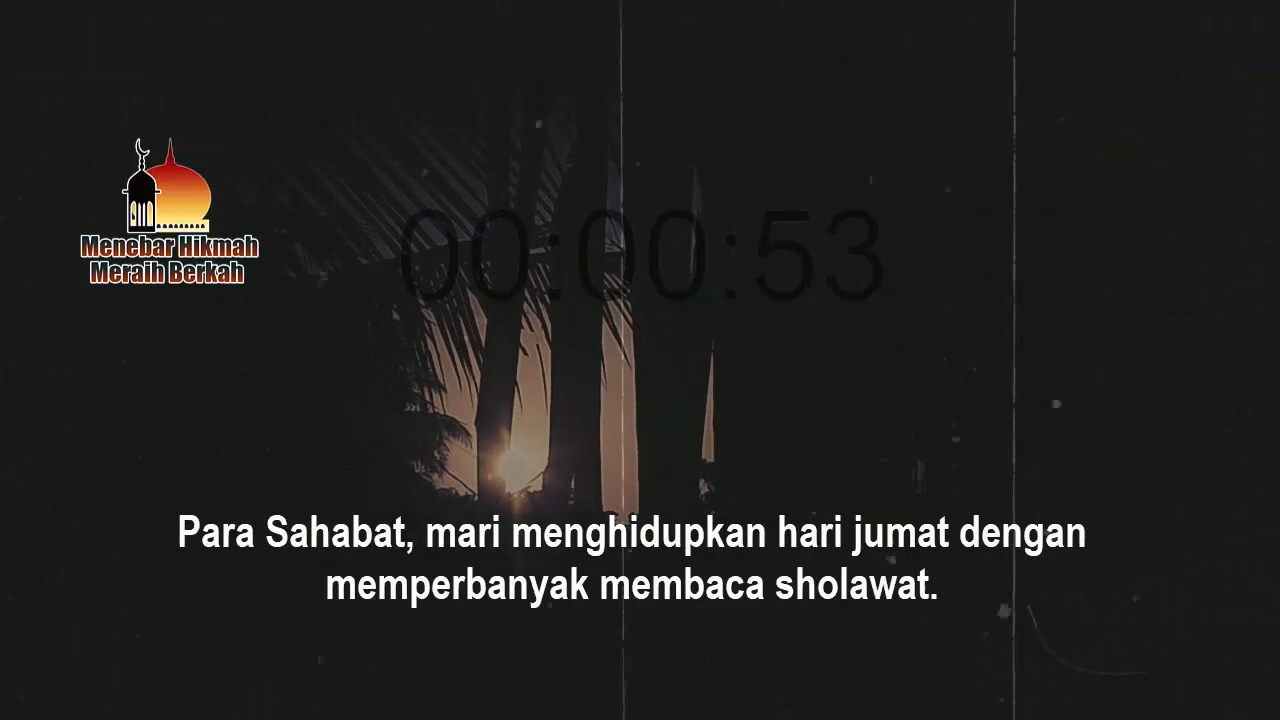 Menebar Hikmah
Meraih Berkah
00:00:53
Para Sahabat, mari menghidupkan hari jumat dengan
memperbanyak membaca sholawat.